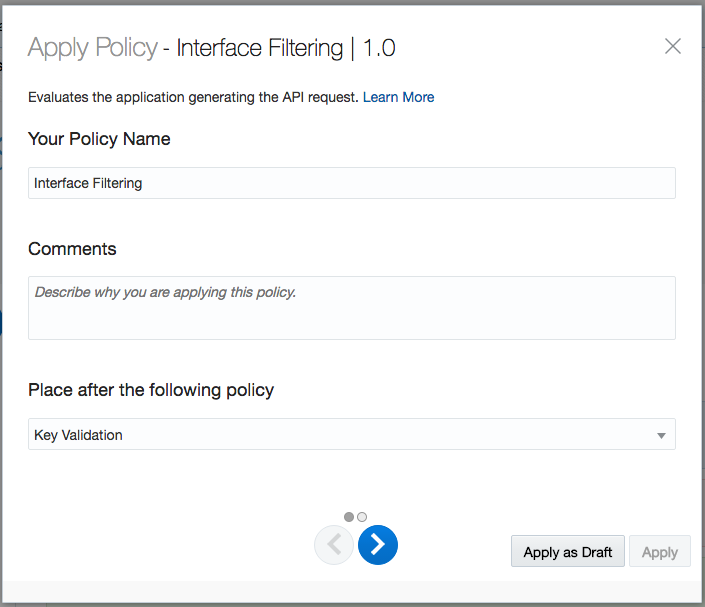 Apply Policy - Interface Filtering | 1.0
Evaluates the application generating the API request. Learn More
Your Policy Name
Interface Filtering
Comments
Describe why you are applying this policy.
Place after the following policy
Key Validation
Apply as Draft Apply